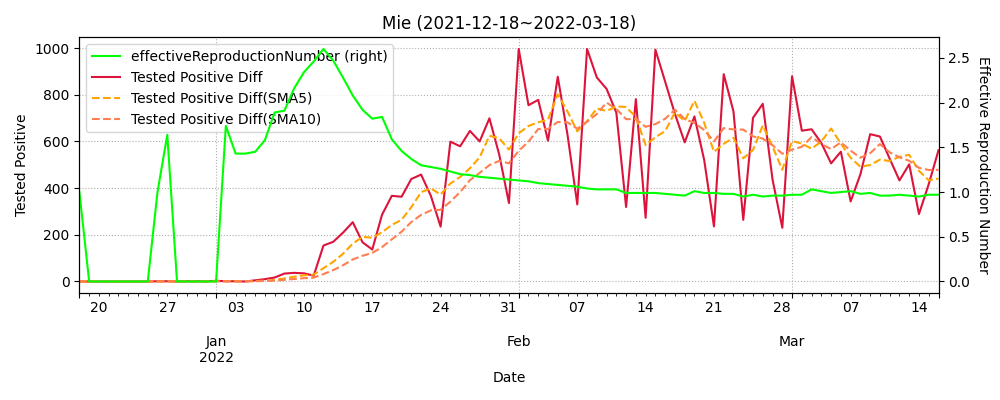 Mie (2021-12-18~2022-03-18)
effectiveReproductionNumber (right)
Tested Positive Diff
Tested Positive Diff(SMA5)
Tested Positive Diff(SMA10)
Tested Positive
1000
800
600
400
200
0
Effective Reproduction Number
2.5
2.0
1.5
1.0
0.5
0.0
20 27 03 10 17 24 31 07 14 21 28 07 14
Jan Feb Mar
2022
Date